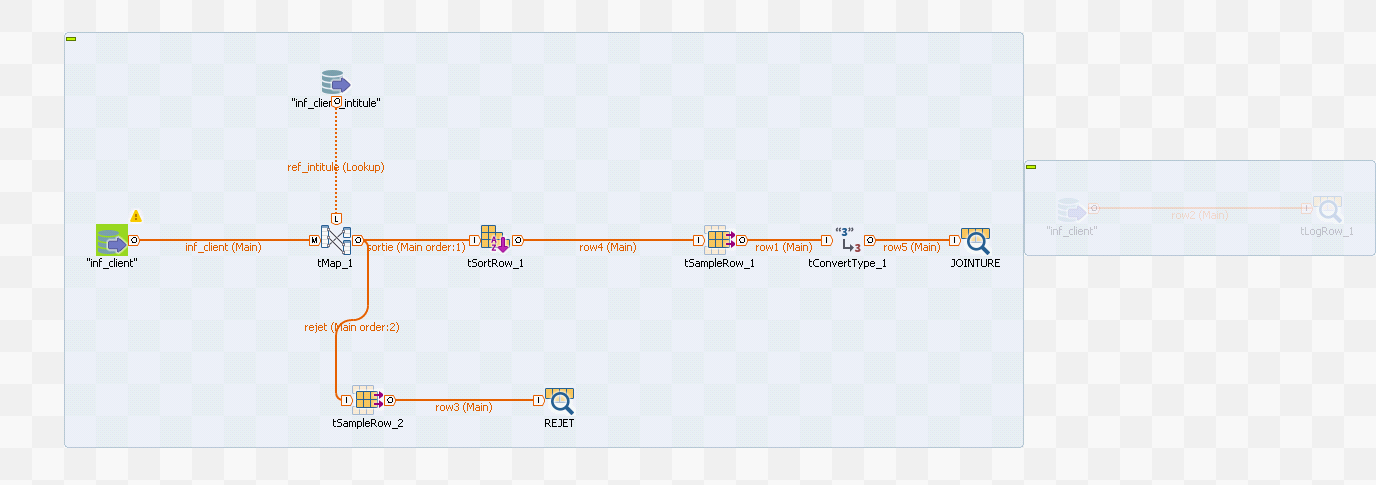 "inf_client_intitule"
ref_intitule (Lookup)
L
"inf_client"
O
inf_client (Main)
M
tMap_1
O
sortie (Main order:1)
I
tSortRow_1
O
row4 (Main)
I
tSampleRow_1
O
row1 (Main)
I
"3"
3
tConvertType_1
O
row5 (Main)
I
JOINTURE
rejet (Main order:2)
I
tSampleRow_2
O
row3 (Main)
I
REJET
"inf_client"
O
row2 (Main)
I
tLogRow_1